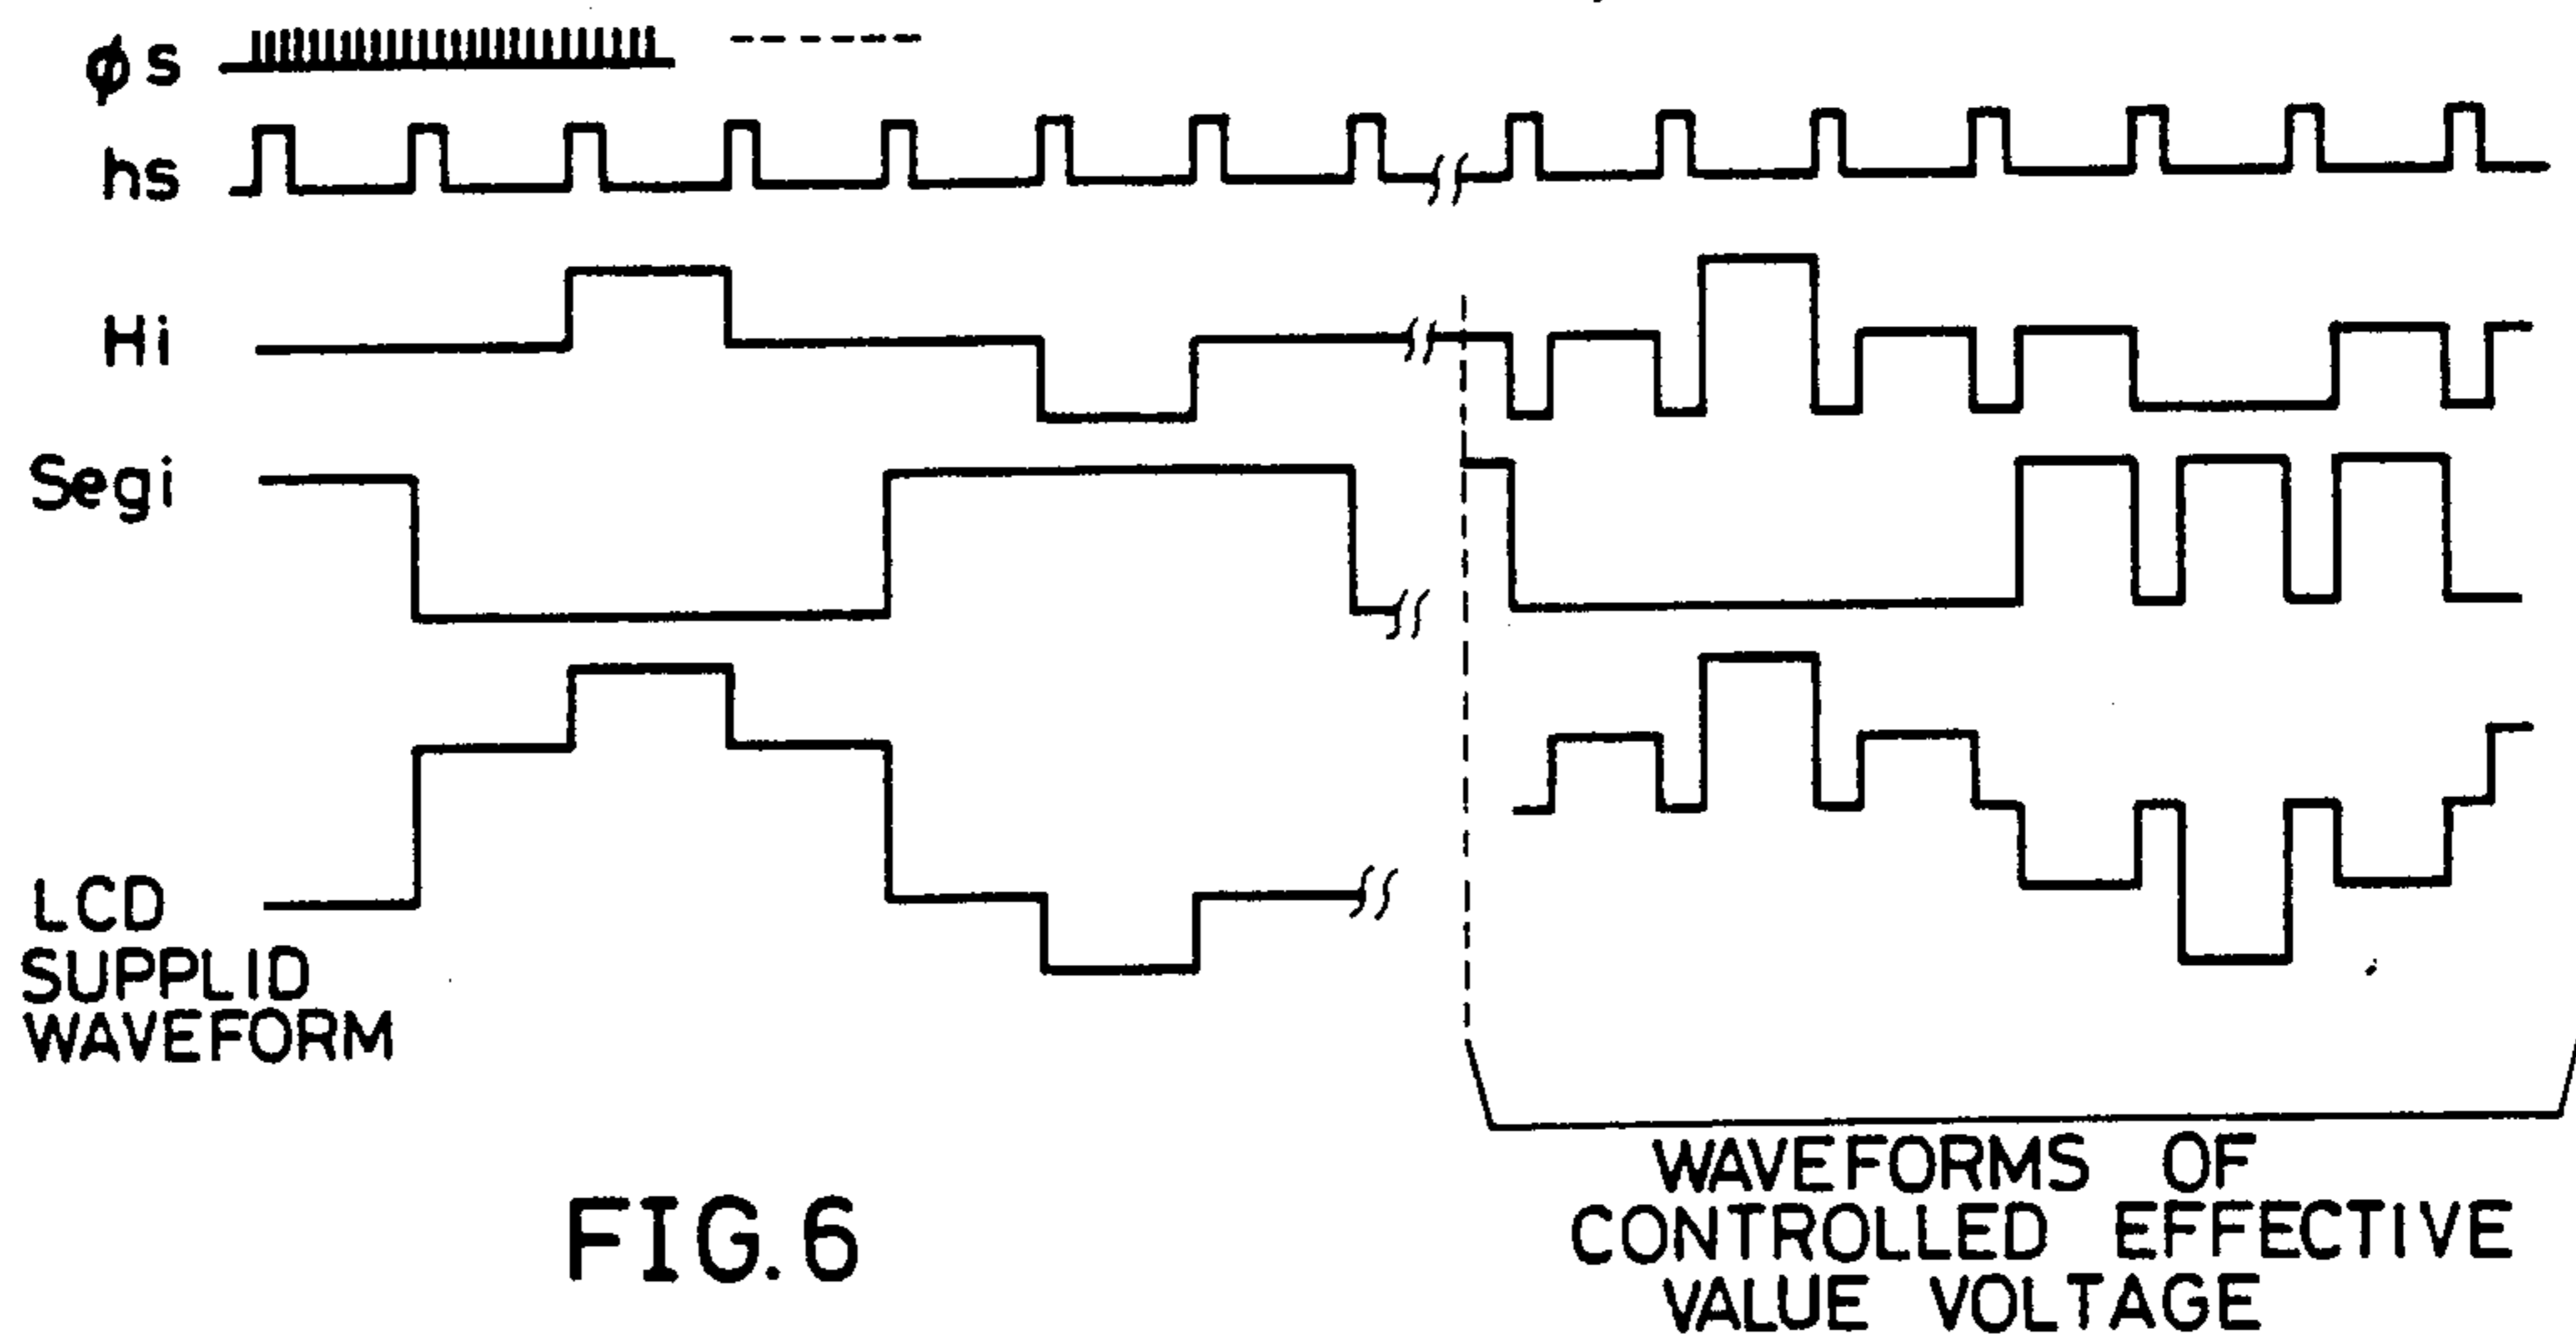 φs
hs
Hi
Segi
LCD
SUPPLID
WAVEFORM
WAVEFORMS OF
CONTROLLED EFFECTIVE
VALUE VOLTAGE
FIG.6